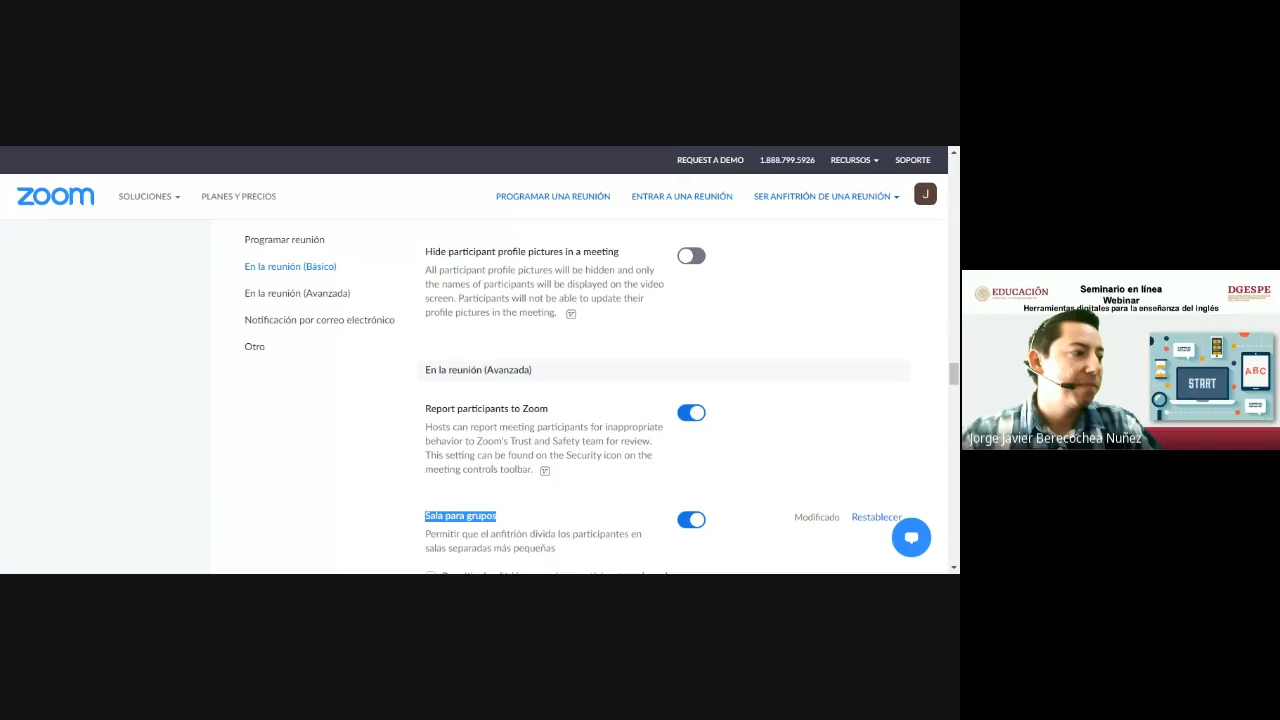 REQUEST A DEMO 1.888.799.5926 RECURSOS SOPORTE
zoom SOLUCIONES PLANES Y PRECIOS PROGRAMAR UNA REUNIÓN ENTRAR A UNA REUNIÓN SER ANFITRIÓN DE UNA REUNIÓN J
Programar reunión
En la reunión (Básico)
En la reunión (Avanzada)
Notificación por correo electrónico
Otro
Hide participant profile pictures in a meeting
All participant profile pictures will be hidden and only
the names of participants will be displayed on the video
screen. Participants will not be able to update their
profile pictures in the meeting.
En la reunión (Avanzada)
Report participants to Zoom
Hosts can report meeting participants for inappropriate
behavior to Zoom's Trust and Safety team for review.
This setting can be found on the Security icon on the
meeting controls toolbar.
Sala para grupos
Modificado Restablecer
Permitir que el anfitrión divida los participantes en
salas separadas más pequeñas
EDUCACIÓN
Seminario en línea
Webinar
Herramientas digitales para la enseñanza del inglés
DGESPE
START
ABC
Jorge Javier Berecochea Nuñez